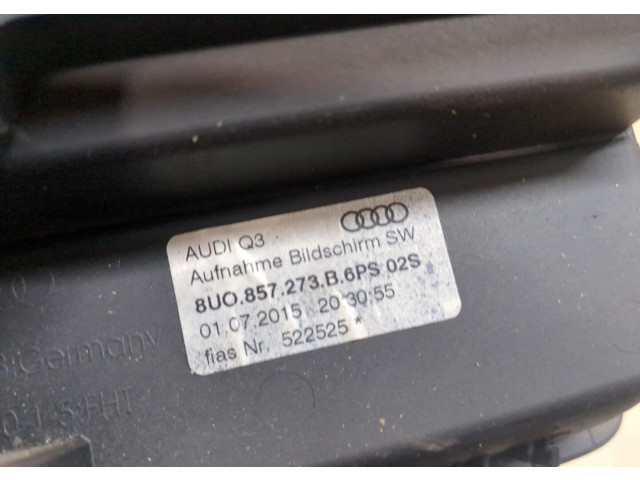 AUDI Q3
Aufnahme Bildschirm SW
8UO.857.273.B.6PS 02S
01.07.2015 20:30:55
fias Nr. 522525 *
Germany